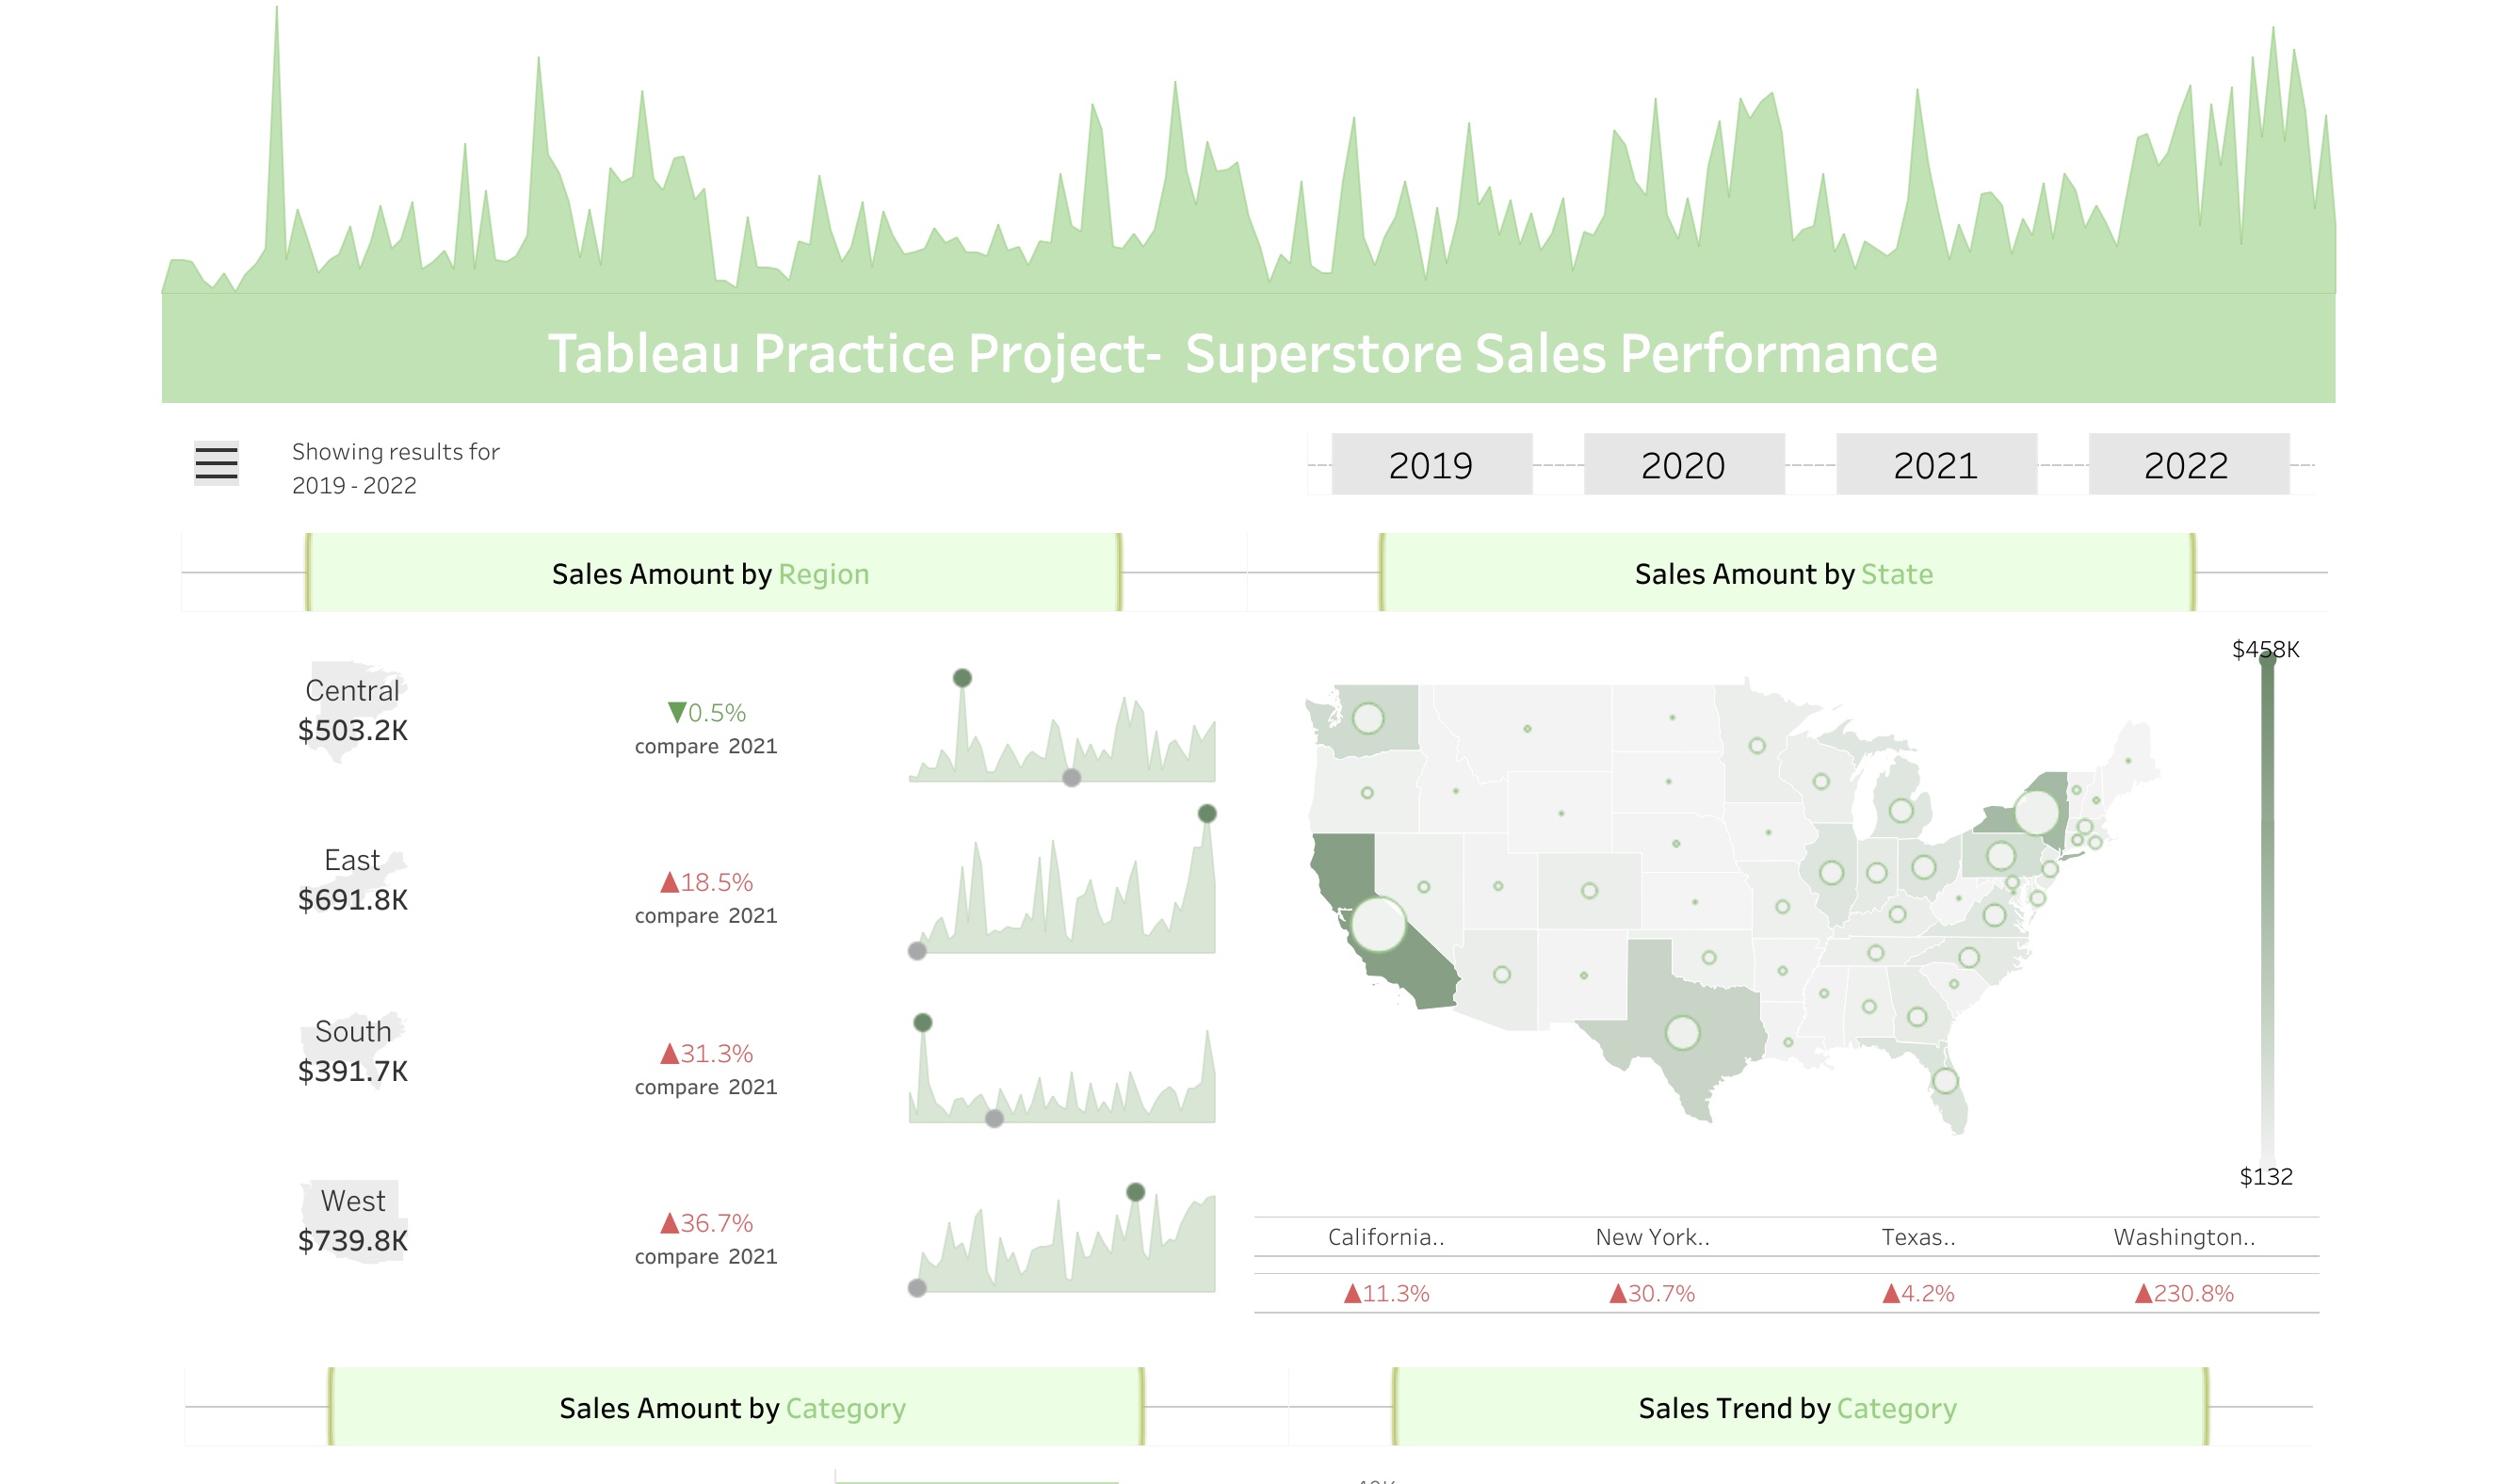 Tableau Practice Project-  Superstore Sales Performance
Showing results for
2019 - 2022
2019
2020
2021
2022
Sales Amount by Region
Sales Amount by State
Central
$503.2K
▼0.5%
compare 2021
East
$691.8K
▲18.5%
compare 2021
South
$391.7K
▲31.3%
compare 2021
West
$739.8K
▲36.7%
compare 2021
$458K
$132
California..
New York..
Texas..
Washington..
▲11.3%
▲30.7%
▲4.2%
▲230.8%
Sales Amount by Category
Sales Trend by Category